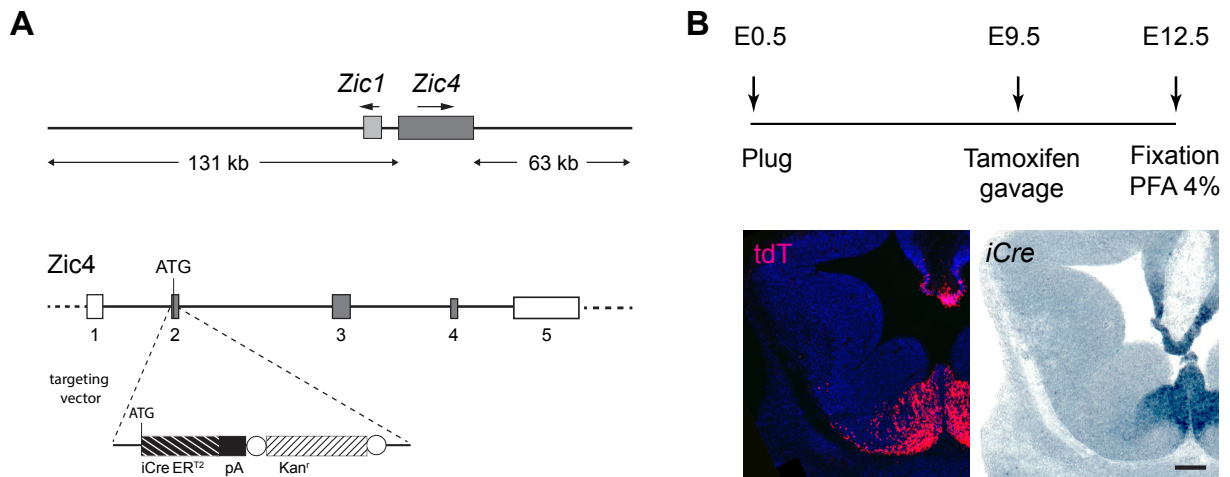 A
Zic1 Zic4
131 kb 63 kb
Zic4
ATG
1 2 3 4 5
targeting
vector
ATG
iCre ERT2 pA Kanr
B
E0.5 E9.5 E12.5
Plug Tamoxifen Fixation
gavage PFA 4%
tdT iCre